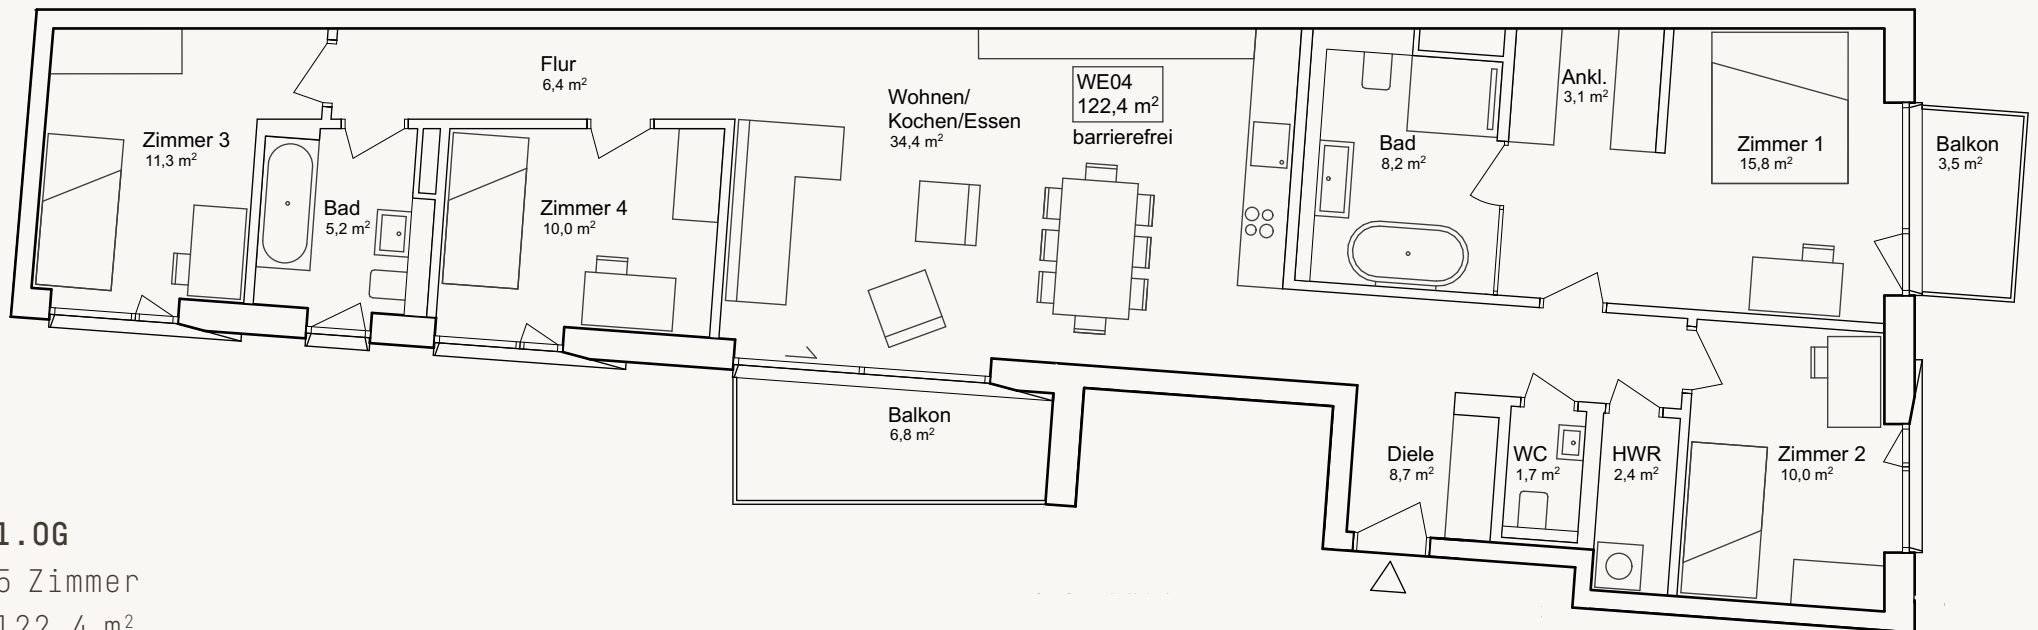 Flur
6,4 m²
WE04
122,4 m²
barrierefrei
Wohnen/
Kochen/Essen
34,4 m²
Zimmer 3
11,3 m²
Bad
5,2 m²
Zimmer 4
10,0 m²
Bad
8,2 m²
Ankl.
3,1 m²
Zimmer 1
15,8 m²
Balkon
3,5 m²
Balkon
6,8 m²
Diele
8,7 m²
WC
1,7 m²
HWR
2,4 m²
Zimmer 2
10,0 m²
1.OG
5 Zimmer
122,4 m²